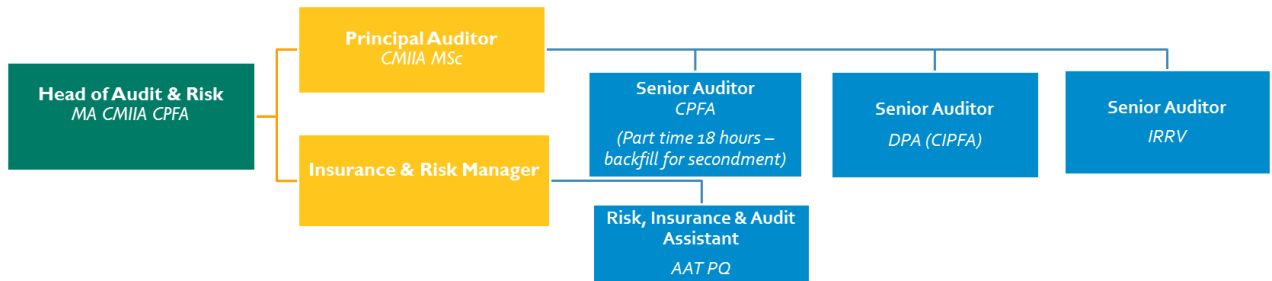 Head of Audit & Risk
MA CMIIA CPFA
Principal Auditor
CMIIA MSc
Insurance & Risk Manager
Senior Auditor
CPFA
(Part time 18 hours –
backfill for secondment)
Senior Auditor
DPA (CIPFA)
Senior Auditor
IRRV
Risk, Insurance & Audit
Assistant
AAT PQ